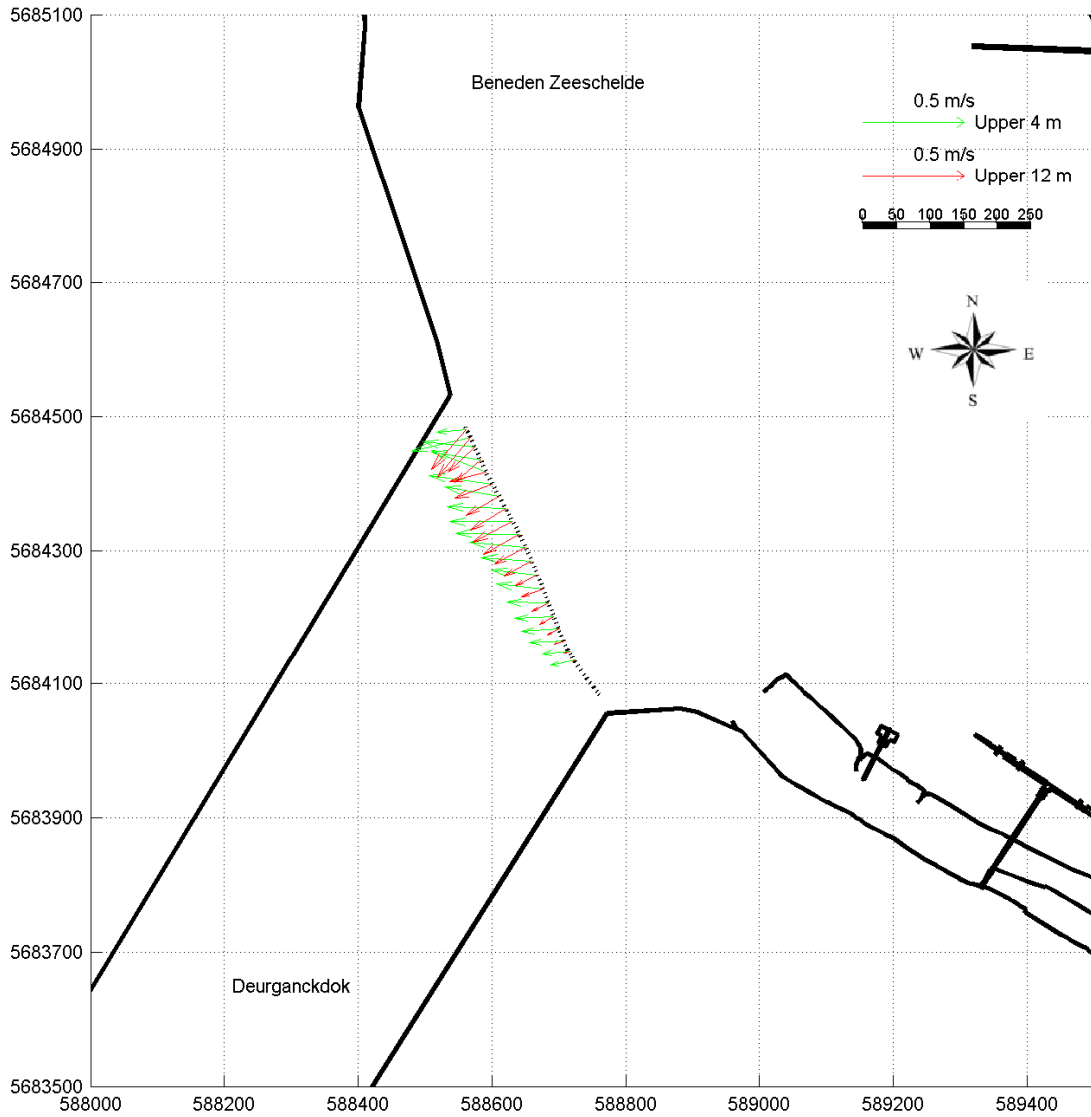 5685100
Beneden Zeeschelde
0.5 m/s
Upper 4 m
5684900
0.5 m/s
Upper 12 m
0 50 100 150 200 250
5684700
N
W E
S
5684500
5684300
5684100
5683900
5683700
Deurganckdok
5683500
588000 588200 588400 588600 588800 589000 589200 589400